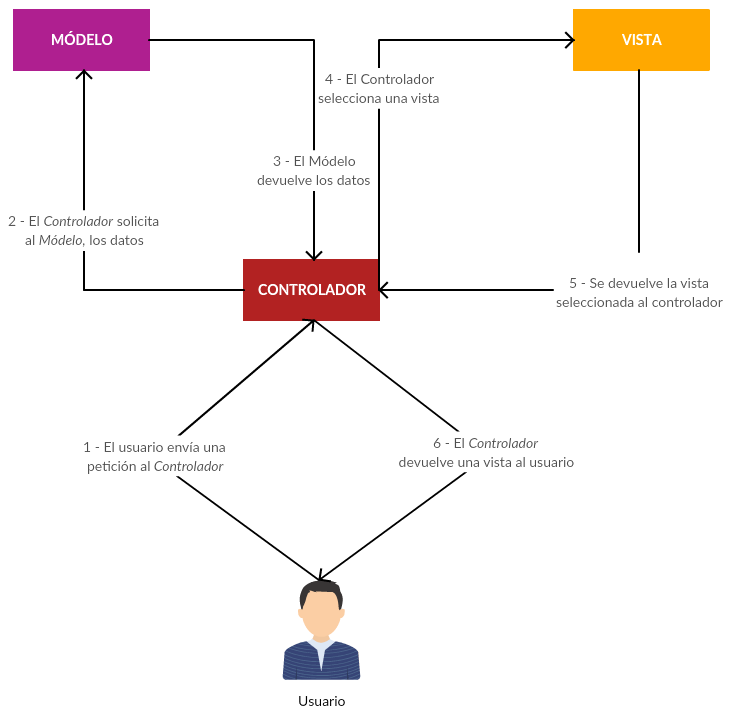 MÓDELO
VISTA
4 - El Controlador
selecciona una vista
3 - El Módelo
devuelve los datos
2 - El Controlador solicita
al Módelo, los datos
CONTROLADOR
5 - Se devuelve la vista
seleccionada al controlador
1 - El usuario envía una
petición al Controlador
6 - El Controlador
devuelve una vista al usuario
Usuario